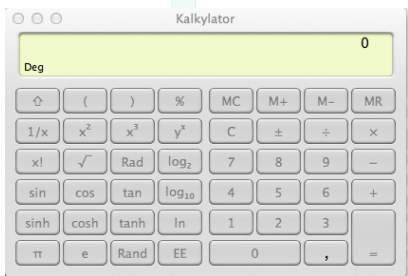 Kalkylator
0
Deg
⇧ ( ) % MC M+ M− MR
1/x x² x³ yˣ C ± ÷ ×
x! √ Rad log₂ 7 8 9 −
sin cos tan log₁₀ 4 5 6 +
sinh cosh tanh ln 1 2 3
π e Rand EE 0 , =